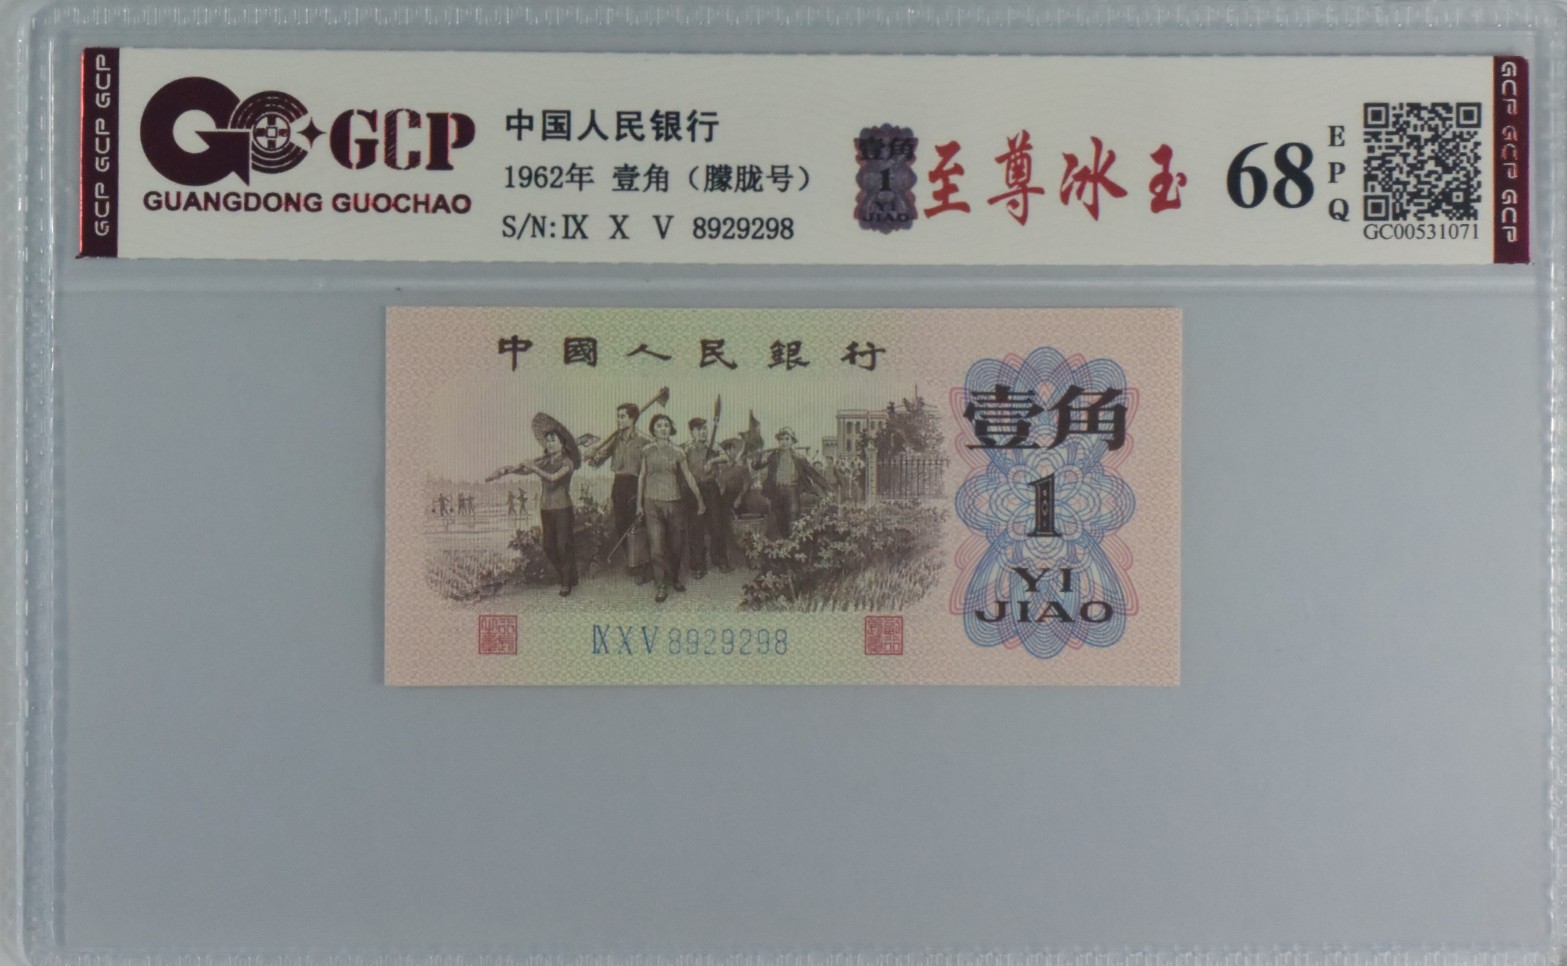 GCP GCP GCP
GCP
GUANGDONG GUOCHAO
中国人民银行
1962年 壹角（朦胧号）
S/N:Ⅸ Ⅹ Ⅴ 8929298
壹角
1
YI
JIAO
至尊冰玉
68
EPQ
GC00531071
GCP GCP GCP
中國人民銀行
壹角
1
YI
JIAO
ⅨⅩⅤ8929298